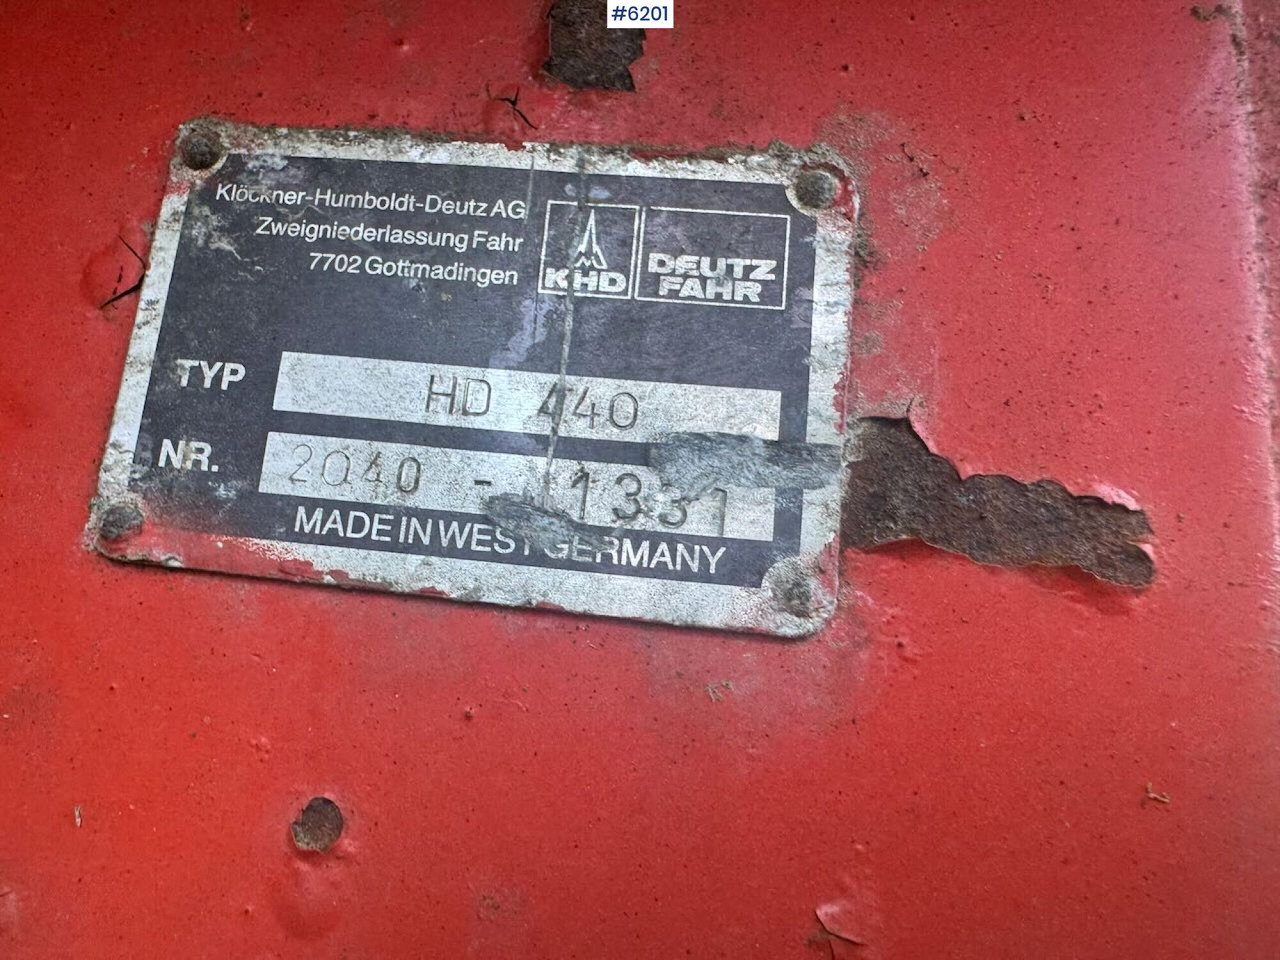 #6201
Klöckner-Humboldt-Deutz AG
Zweigniederlassung Fahr
7702 Gottmadingen
KHD
DEUTZ
FAHR
TYP HD 440
NR. 2040 - 1331
MADE IN WEST GERMANY